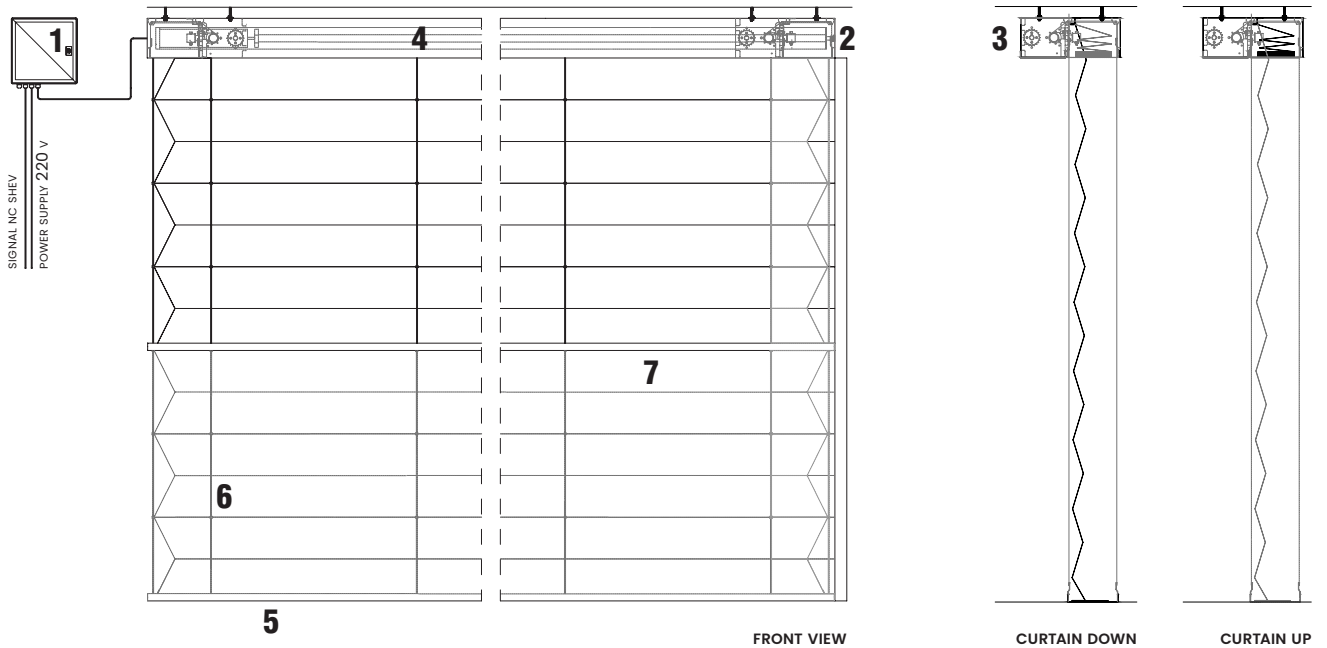 1
4
2
3
SIGNAL NC SHEV
POWER SUPPLY 220 V
7
6
5
FRONT VIEW
CURTAIN DOWN
CURTAIN UP